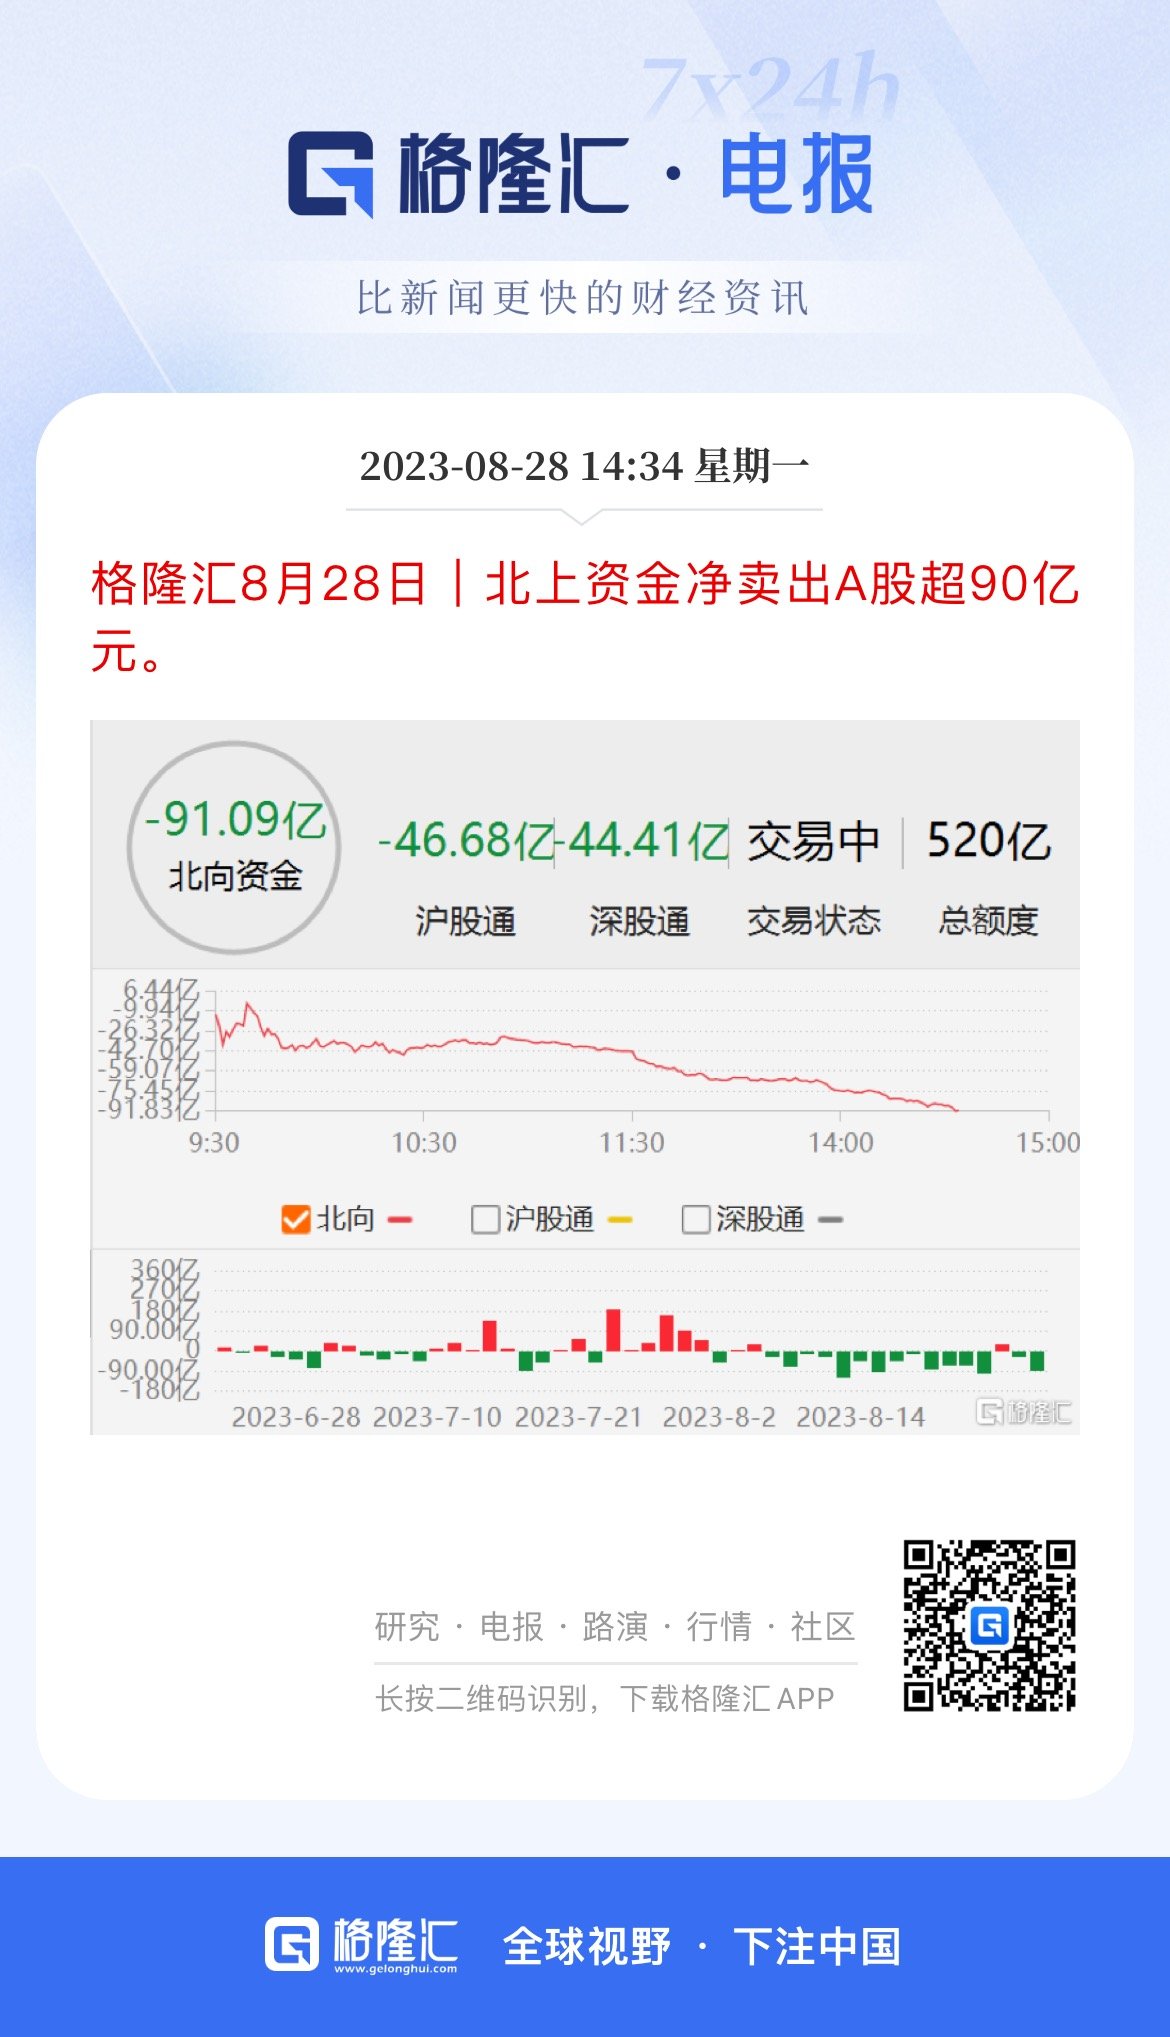 7x24h
格隆汇·电报
比新闻更快的财经资讯
2023-08-28 14:34 星期一
格隆汇8月28日｜北上资金净卖出A股超90亿
元。
-91.09亿
北向资金
-46.68亿 -44.41亿 交易中 520亿
沪股通 深股通 交易状态 总额度
6.44亿
-9.94亿
-26.32亿
-42.70亿
-59.07亿
-75.45亿
-91.83亿
9:30 10:30 11:30 14:00 15:00
北向 沪股通 深股通
360亿
270亿
180亿
90.00亿
0
-90.00亿
-180亿
2023-6-28 2023-7-10 2023-7-21 2023-8-2 2023-8-14
格隆汇
研究·电报·路演·行情·社区
长按二维码识别，下载格隆汇APP
格隆汇 全球视野·下注中国
www.gelonghui.com